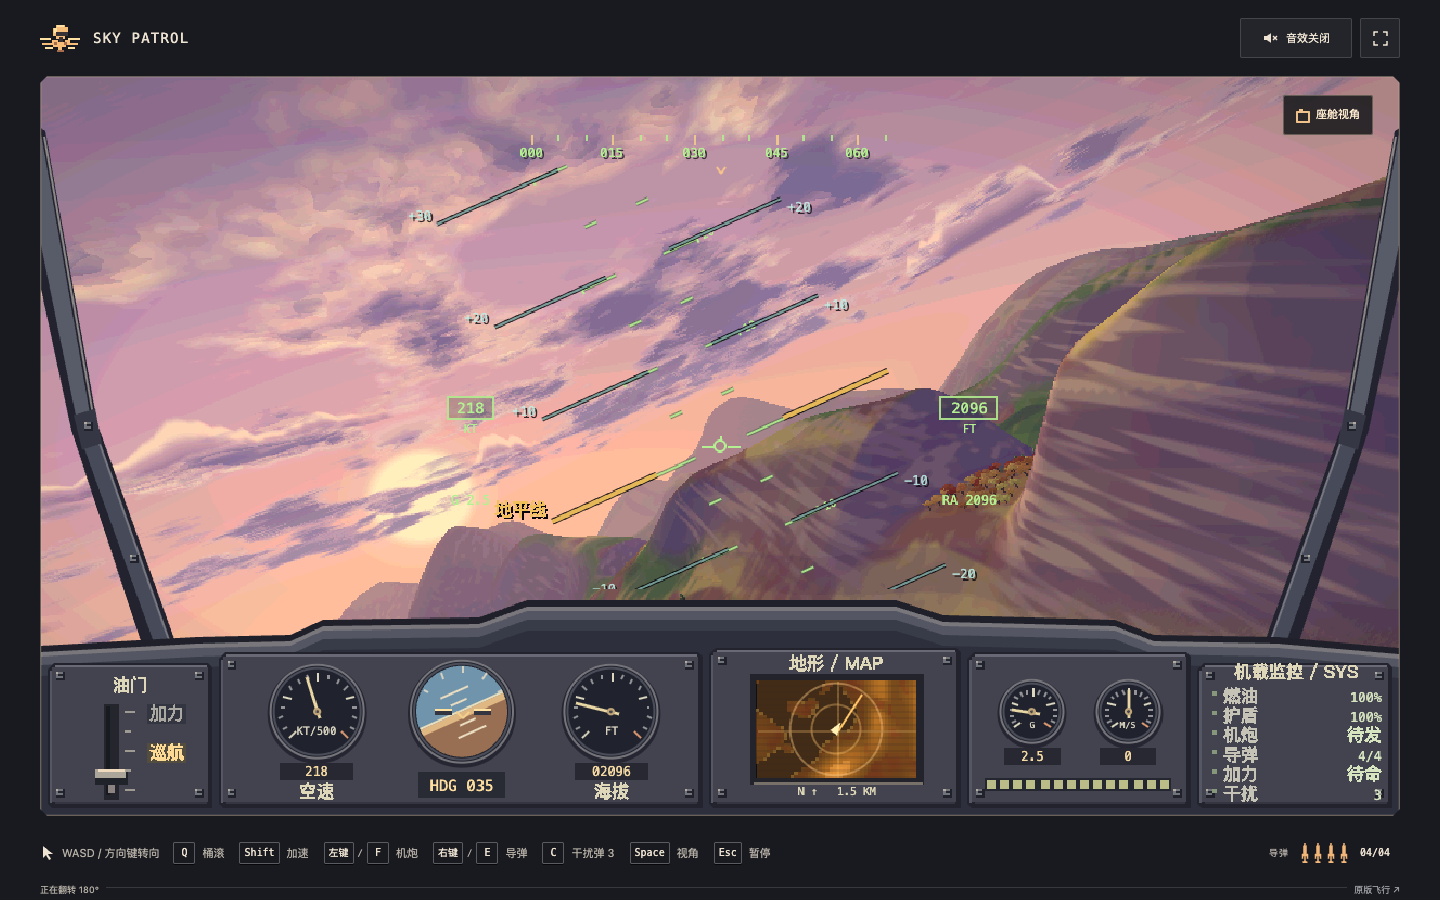 SKY PATROL
音效关闭
座舱视角
000 015 030 045 060
+30 +20
+20 +10
+10
218
KT
2096
FT
地平线
-10
RA 2096
-10 -20
油门
加力
巡航
KT/500
218
空速
HDG 035
FT
02096
海拔
地形 / MAP
N ↑ 1.5 KM
G
2.5
M/S
0
机载监控 / SYS
燃油 100%
护盾 100%
机炮 待发
导弹 4/4
加力 待命
干扰 3
WASD / 方向键转向 Q 桶滚 Shift 加速 左键 / F 机炮 右键 / E 导弹 C 干扰弹 3 Space 视角 Esc 暂停
导弹 04/04
正在翻转 180°
原版飞行 ↗